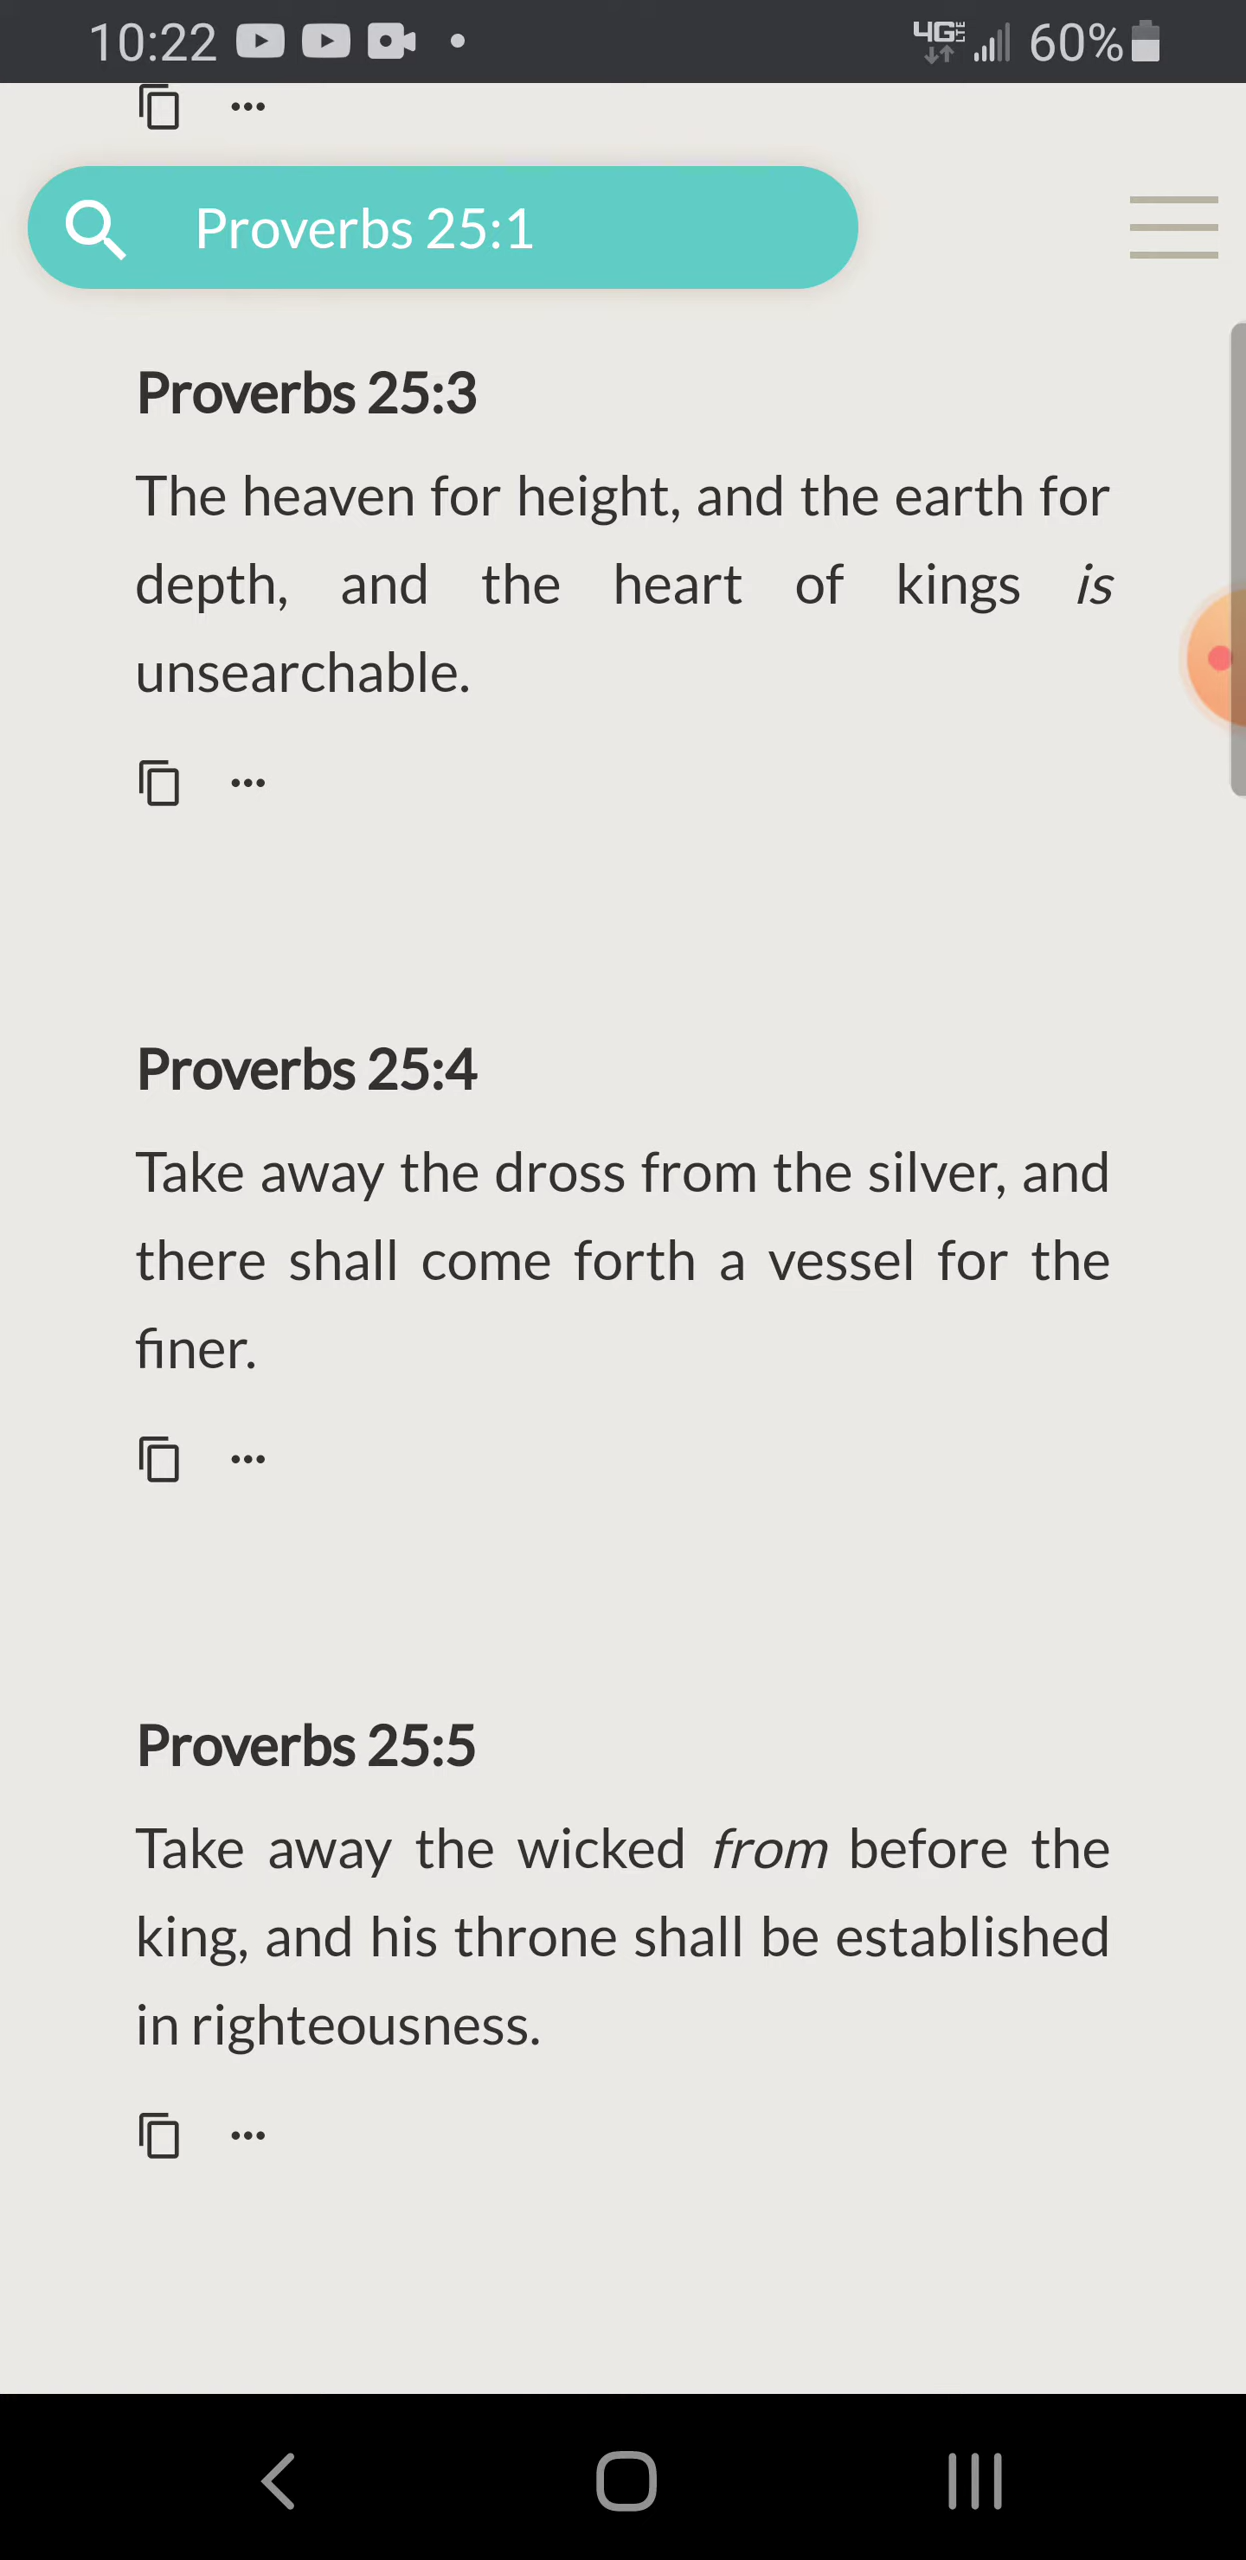 10:22 4G LTE 60%
Proverbs 25:1
Proverbs 25:3
The heaven for height, and the earth for
depth, and the heart of kings is
unsearchable.
Proverbs 25:4
Take away the dross from the silver, and
there shall come forth a vessel for the
finer.
Proverbs 25:5
Take away the wicked from before the
king, and his throne shall be established
in righteousness.